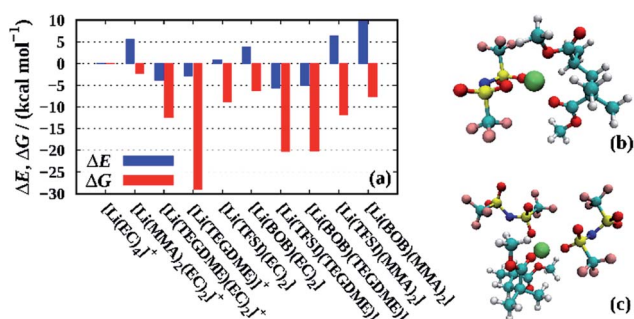 10
5
0
−5
−10
−15
−20
−25
−30
ΔE, ΔG / (kcal mol⁻¹)
ΔE
ΔG
(a)
[Li(EC)₄]⁺
[Li(MMA)₂(EC)₂]⁺
[Li(TEGDME)(EC)₂]⁺
[Li(TEGDME)]⁺
[Li(TFSI)(EC)₂]
[Li(BOB)(EC)₂]
[Li(TFSI)(TEGDME)]
[Li(BOB)(TEGDME)]
[Li(TFSI)(MMA)₂]
[Li(BOB)(MMA)₂]
(b)
(c)